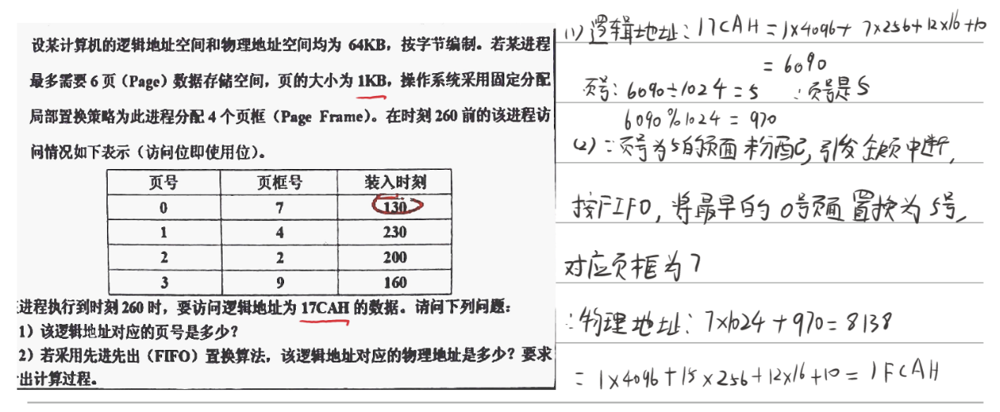 设某计算机的逻辑地址空间和物理地址空间均为 64KB，按字节编制。若某进程
最多需要 6 页（Page）数据存储空间，页的大小为 1KB，操作系统采用固定分配
局部置换策略为此进程分配 4 个页框（Page Frame）。在时刻 260 前的该进程访
问情况如下表示（访问位即使用位）。
页号 页框号 装入时刻
0 7 130
1 4 230
2 2 200
3 9 160
进程执行到时刻 260 时，要访问逻辑地址为 17CAH 的数据。请问下列问题：
1）该逻辑地址对应的页号是多少？
2）若采用先进先出（FIFO）置换算法，该逻辑地址对应的物理地址是多少？要求
出计算过程。
(1) 逻辑地址：17CAH = 1×4096+ 7×256+12×16+10
= 6090
页号：6090÷1024 = 5 ∴页号是5
6090 % 1024 = 970
(2) ∵页号为5的页面未分配，引发缺页中断，
按FIFO，将最早的0号页面置换为5号，
对应页框为7
∴物理地址：7×1024 + 970 = 8138
= 1×4096+15×256+12×16+10 = 1FCAH